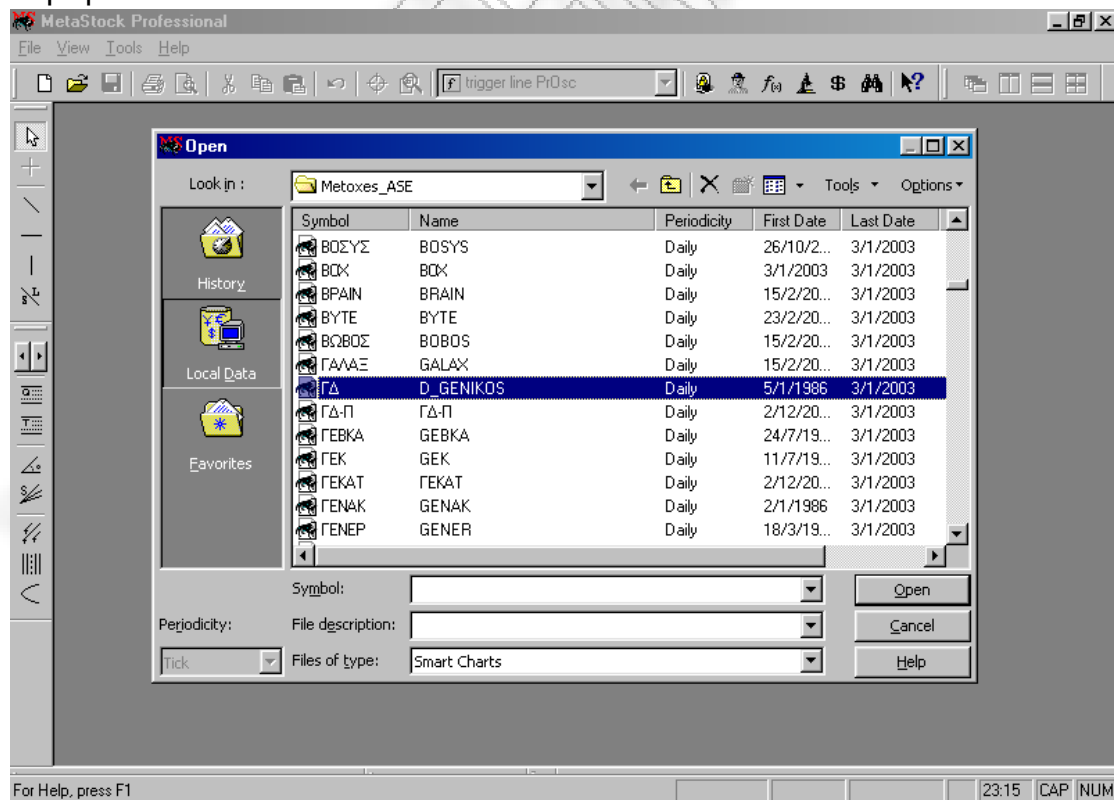 MetaStock Professional
File View Tools Help
trigger line PrOsc
Open
Look in : Metoxes_ASE Tools Options
History
Local Data
Favorites
Symbol Name Periodicity First Date Last Date
ΒΟΣΥΣ BOSYS Daily 26/10/2... 3/1/2003
ΒΟΧ BOX Daily 3/1/2003 3/1/2003
ΒΡΑΙΝ BRAIN Daily 15/2/20... 3/1/2003
BYTE BYTE Daily 23/2/20... 3/1/2003
ΒΩΒΟΣ BOBOS Daily 15/2/20... 3/1/2003
ΓΑΛΑΞ GALAX Daily 15/2/20... 3/1/2003
ΓΔ D_GENIKOS Daily 5/1/1986 3/1/2003
ΓΔ-Π ΓΔ-Π Daily 2/12/20... 3/1/2003
ΓΕΒΚΑ GEBKA Daily 24/7/19... 3/1/2003
ΓΕΚ GEK Daily 11/7/19... 3/1/2003
ΓΕΚΑΤ ΓΕΚΑΤ Daily 2/12/20... 3/1/2003
ΓΕΝΑΚ GENAK Daily 2/1/1986 3/1/2003
ΓΕΝΕΡ GENER Daily 18/3/19... 3/1/2003
Symbol: Open
Periodicity: File description: Cancel
Tick Files of type: Smart Charts Help
For Help, press F1 23:15 CAP NUM